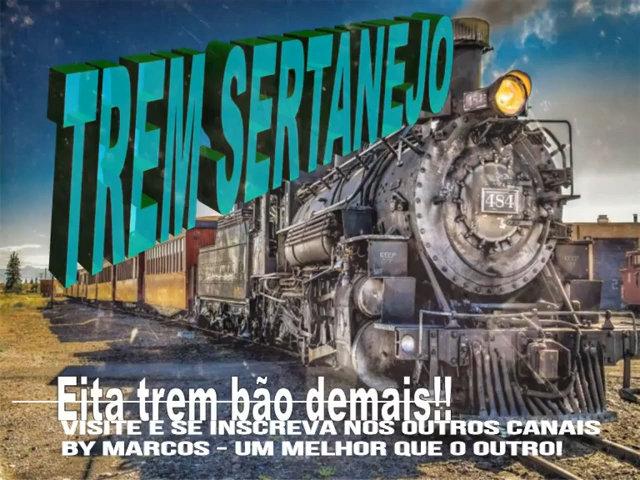 TREM SERTANEJO
484
Eita trem bão demais!!
VISITE E SE INSCREVA NOS OUTROS CANAIS
BY MARCOS - UM MELHOR QUE O OUTRO!